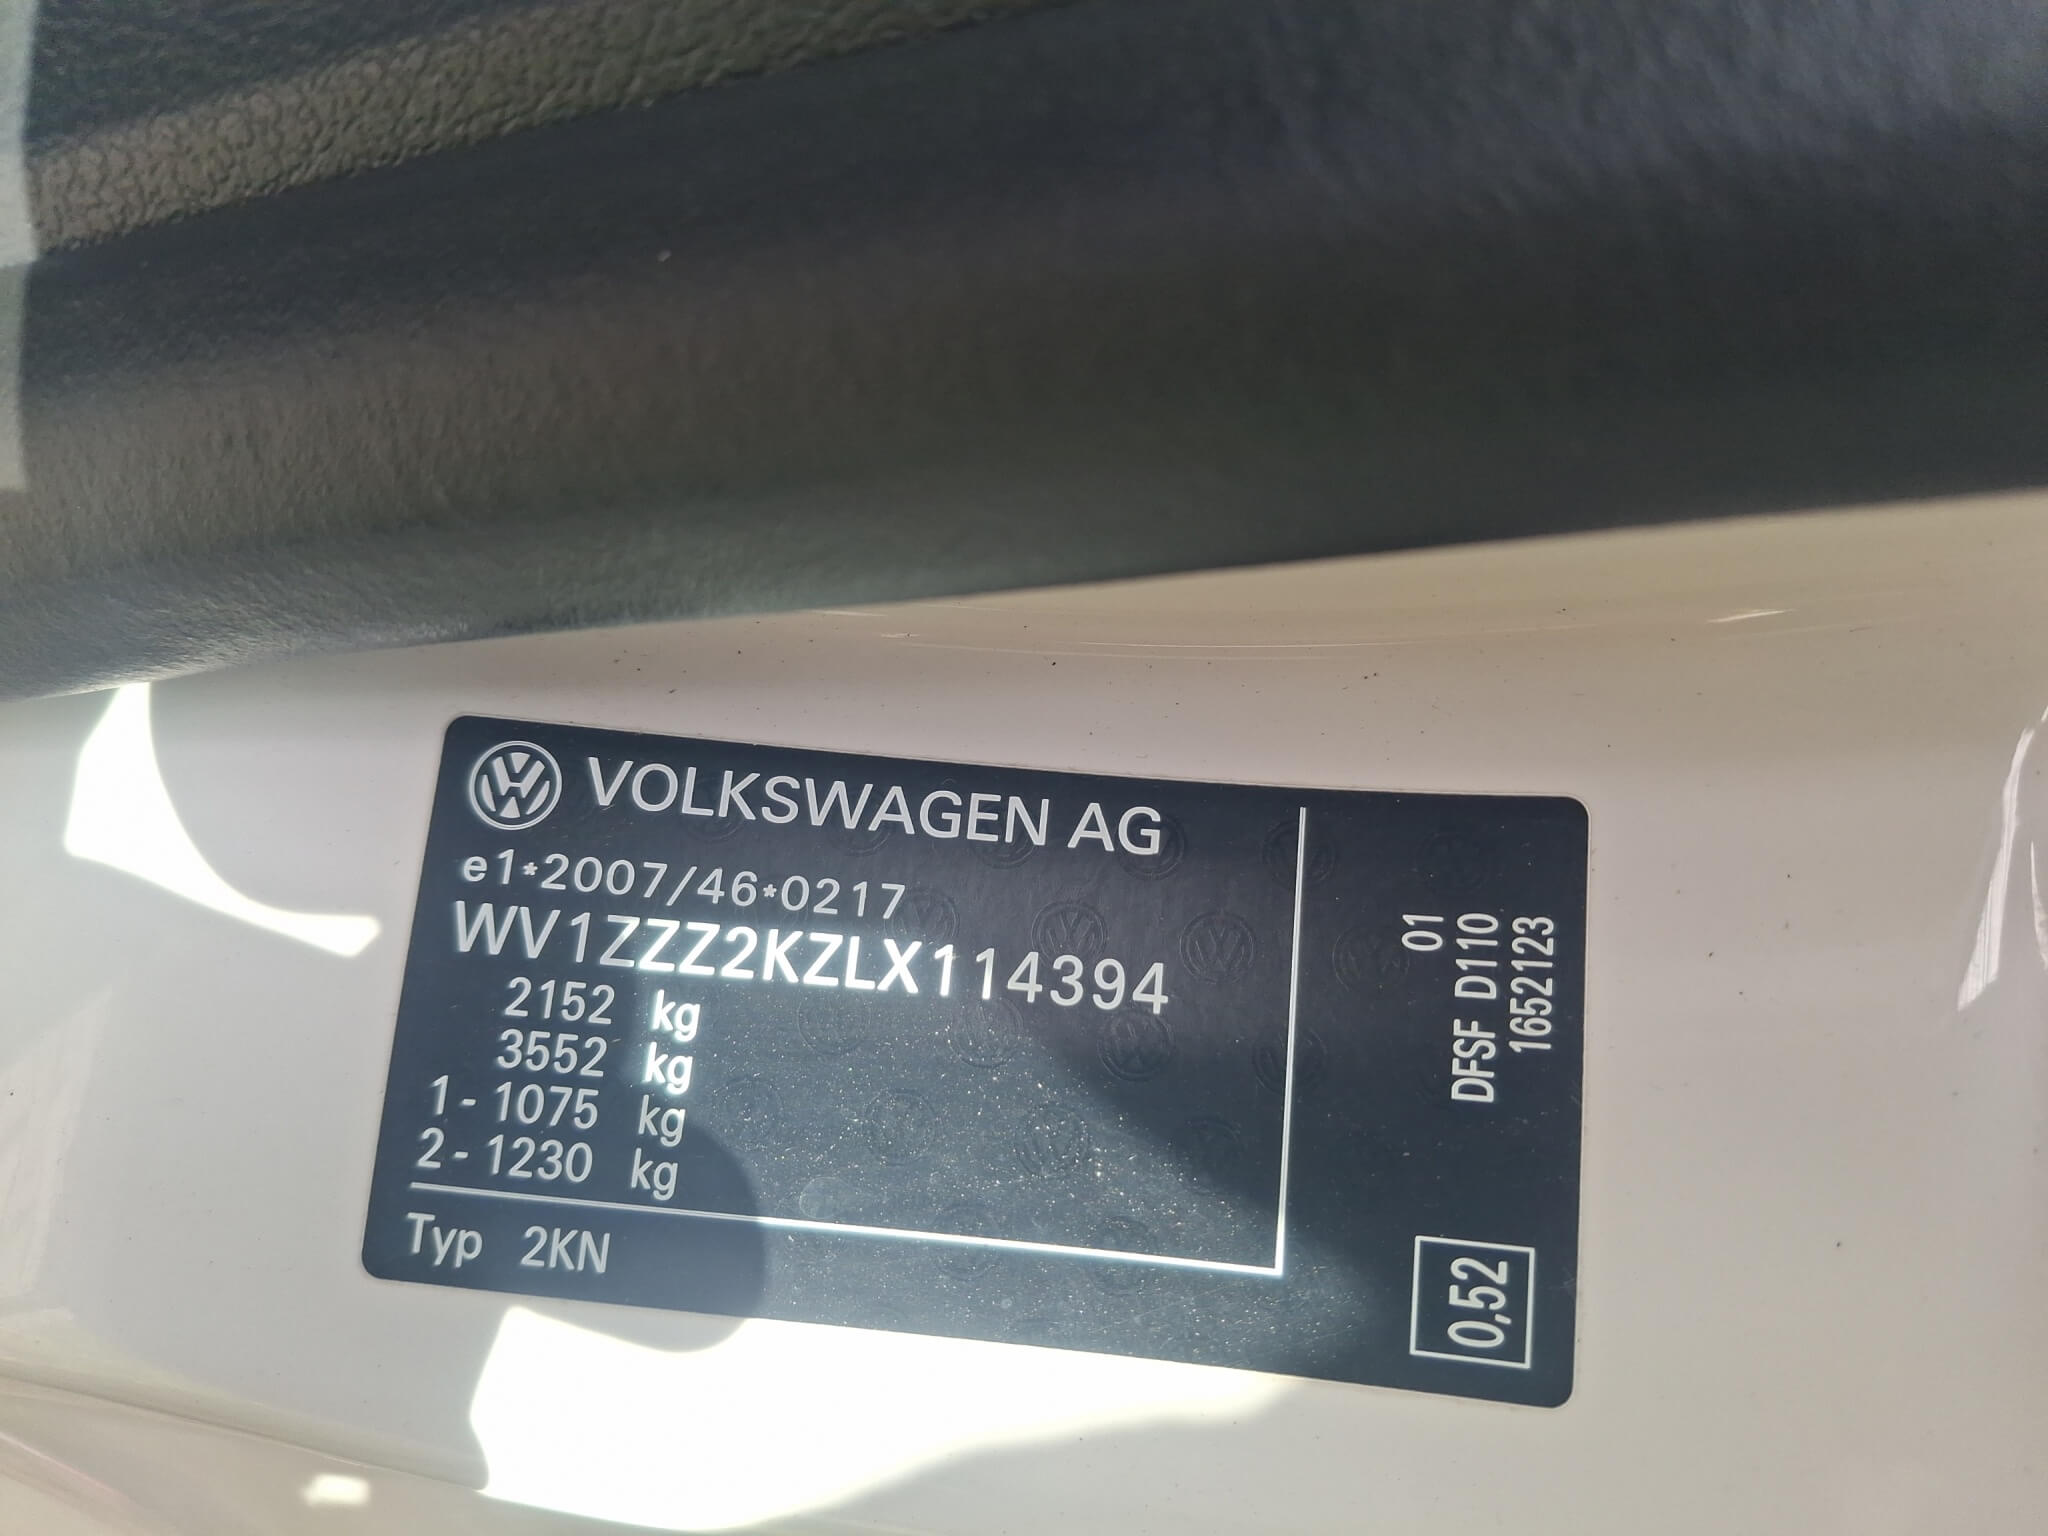 VOLKSWAGEN AG
e1*2007/46*0217
WV1ZZZ2KZLX114394
2152 kg
3552 kg
1- 1075 kg
2- 1230 kg
Typ 2KN
01
DFSF D110
1652123
0,52